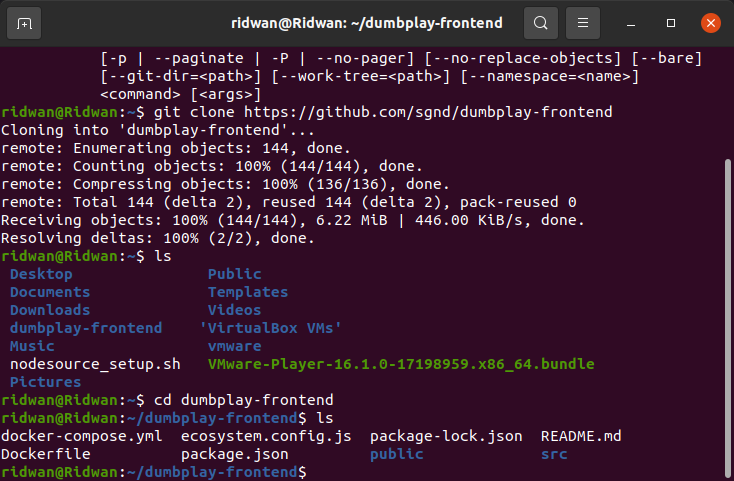 ridwan@Ridwan: ~/dumbplay-frontend
[-p | --paginate | -P | --no-pager] [--no-replace-objects] [--bare]
[--git-dir=<path>] [--work-tree=<path>] [--namespace=<name>]
<command> [<args>]
ridwan@Ridwan:~$ git clone https://github.com/sgnd/dumbplay-frontend
Cloning into 'dumbplay-frontend'...
remote: Enumerating objects: 144, done.
remote: Counting objects: 100% (144/144), done.
remote: Compressing objects: 100% (136/136), done.
remote: Total 144 (delta 2), reused 144 (delta 2), pack-reused 0
Receiving objects: 100% (144/144), 6.22 MiB | 446.00 KiB/s, done.
Resolving deltas: 100% (2/2), done.
ridwan@Ridwan:~$ ls
Desktop Public
Documents Templates
Downloads Videos
dumbplay-frontend 'VirtualBox VMs'
Music vmware
nodesource_setup.sh VMware-Player-16.1.0-17198959.x86_64.bundle
Pictures
ridwan@Ridwan:~$ cd dumbplay-frontend
ridwan@Ridwan:~/dumbplay-frontend$ ls
docker-compose.yml ecosystem.config.js package-lock.json README.md
Dockerfile package.json public src
ridwan@Ridwan:~/dumbplay-frontend$